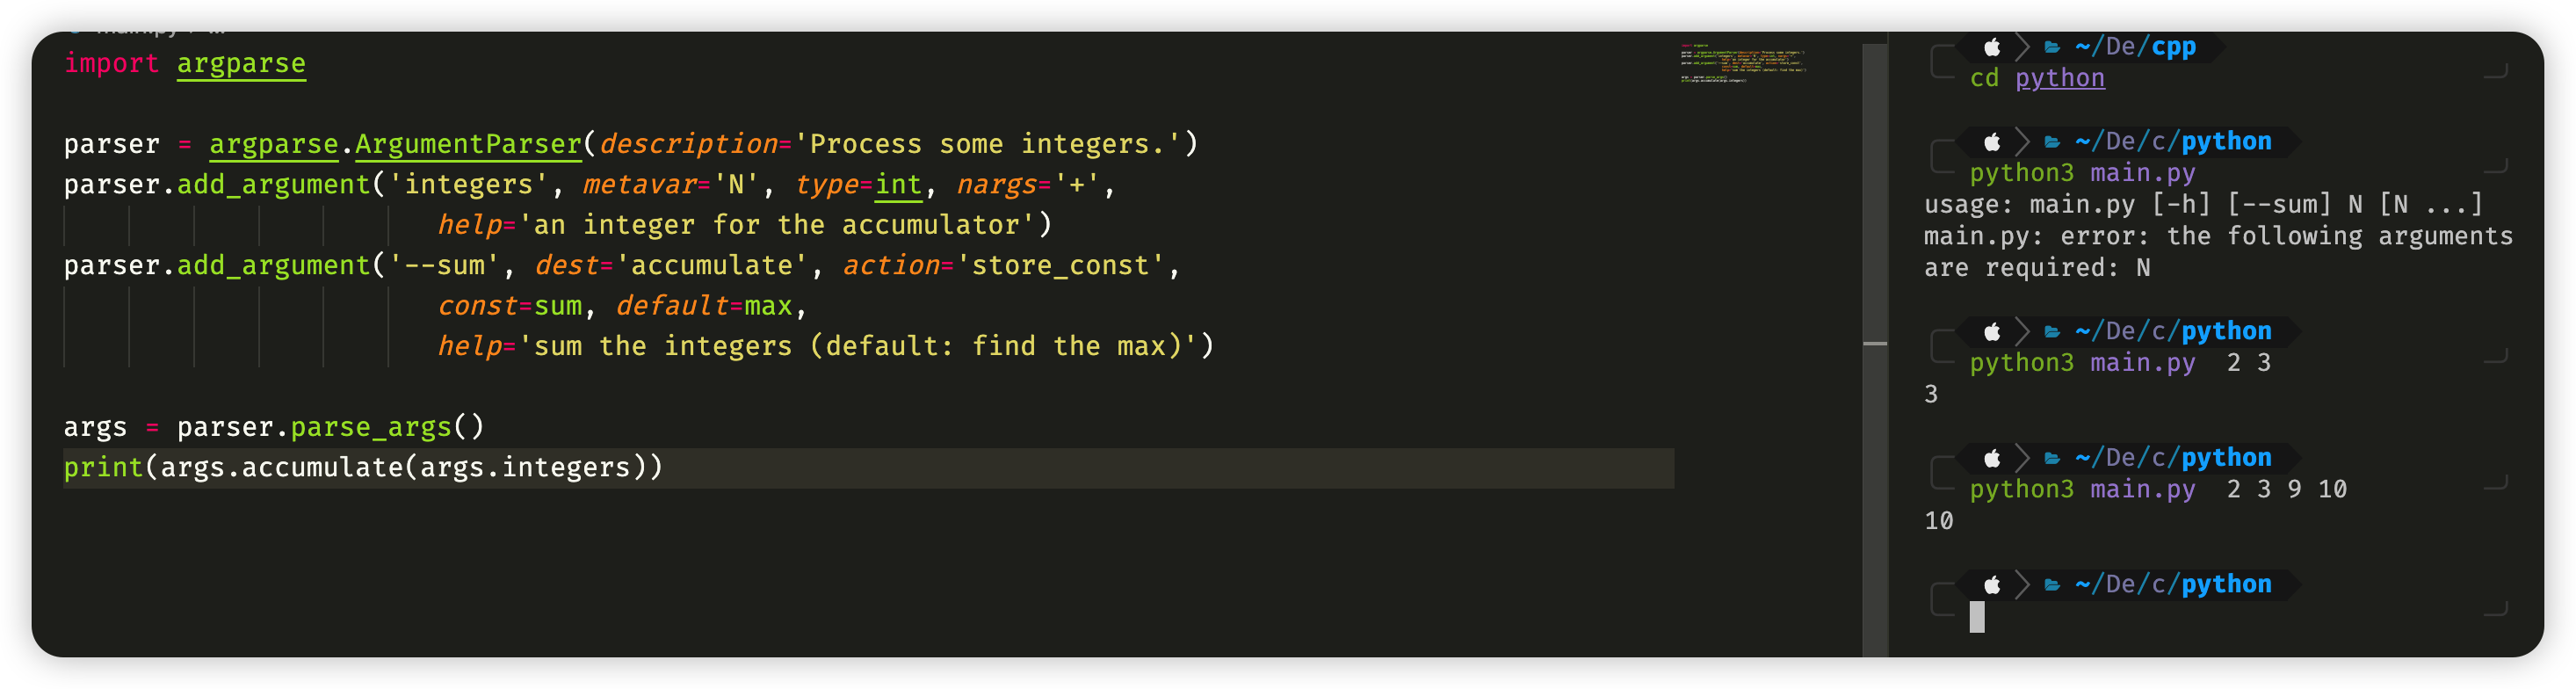 import argparse
parser = argparse.ArgumentParser(description='Process some integers.')
parser.add_argument('integers', metavar='N', type=int, nargs='+',
help='an integer for the accumulator')
parser.add_argument('--sum', dest='accumulate', action='store_const',
const=sum, default=max,
help='sum the integers (default: find the max)')
args = parser.parse_args()
print(args.accumulate(args.integers))
~/De/cpp
cd python
~/De/c/python
python3 main.py
usage: main.py [-h] [--sum] N [N ...]
main.py: error: the following arguments
are required: N
~/De/c/python
python3 main.py  2 3
3
~/De/c/python
python3 main.py  2 3 9 10
10
~/De/c/python